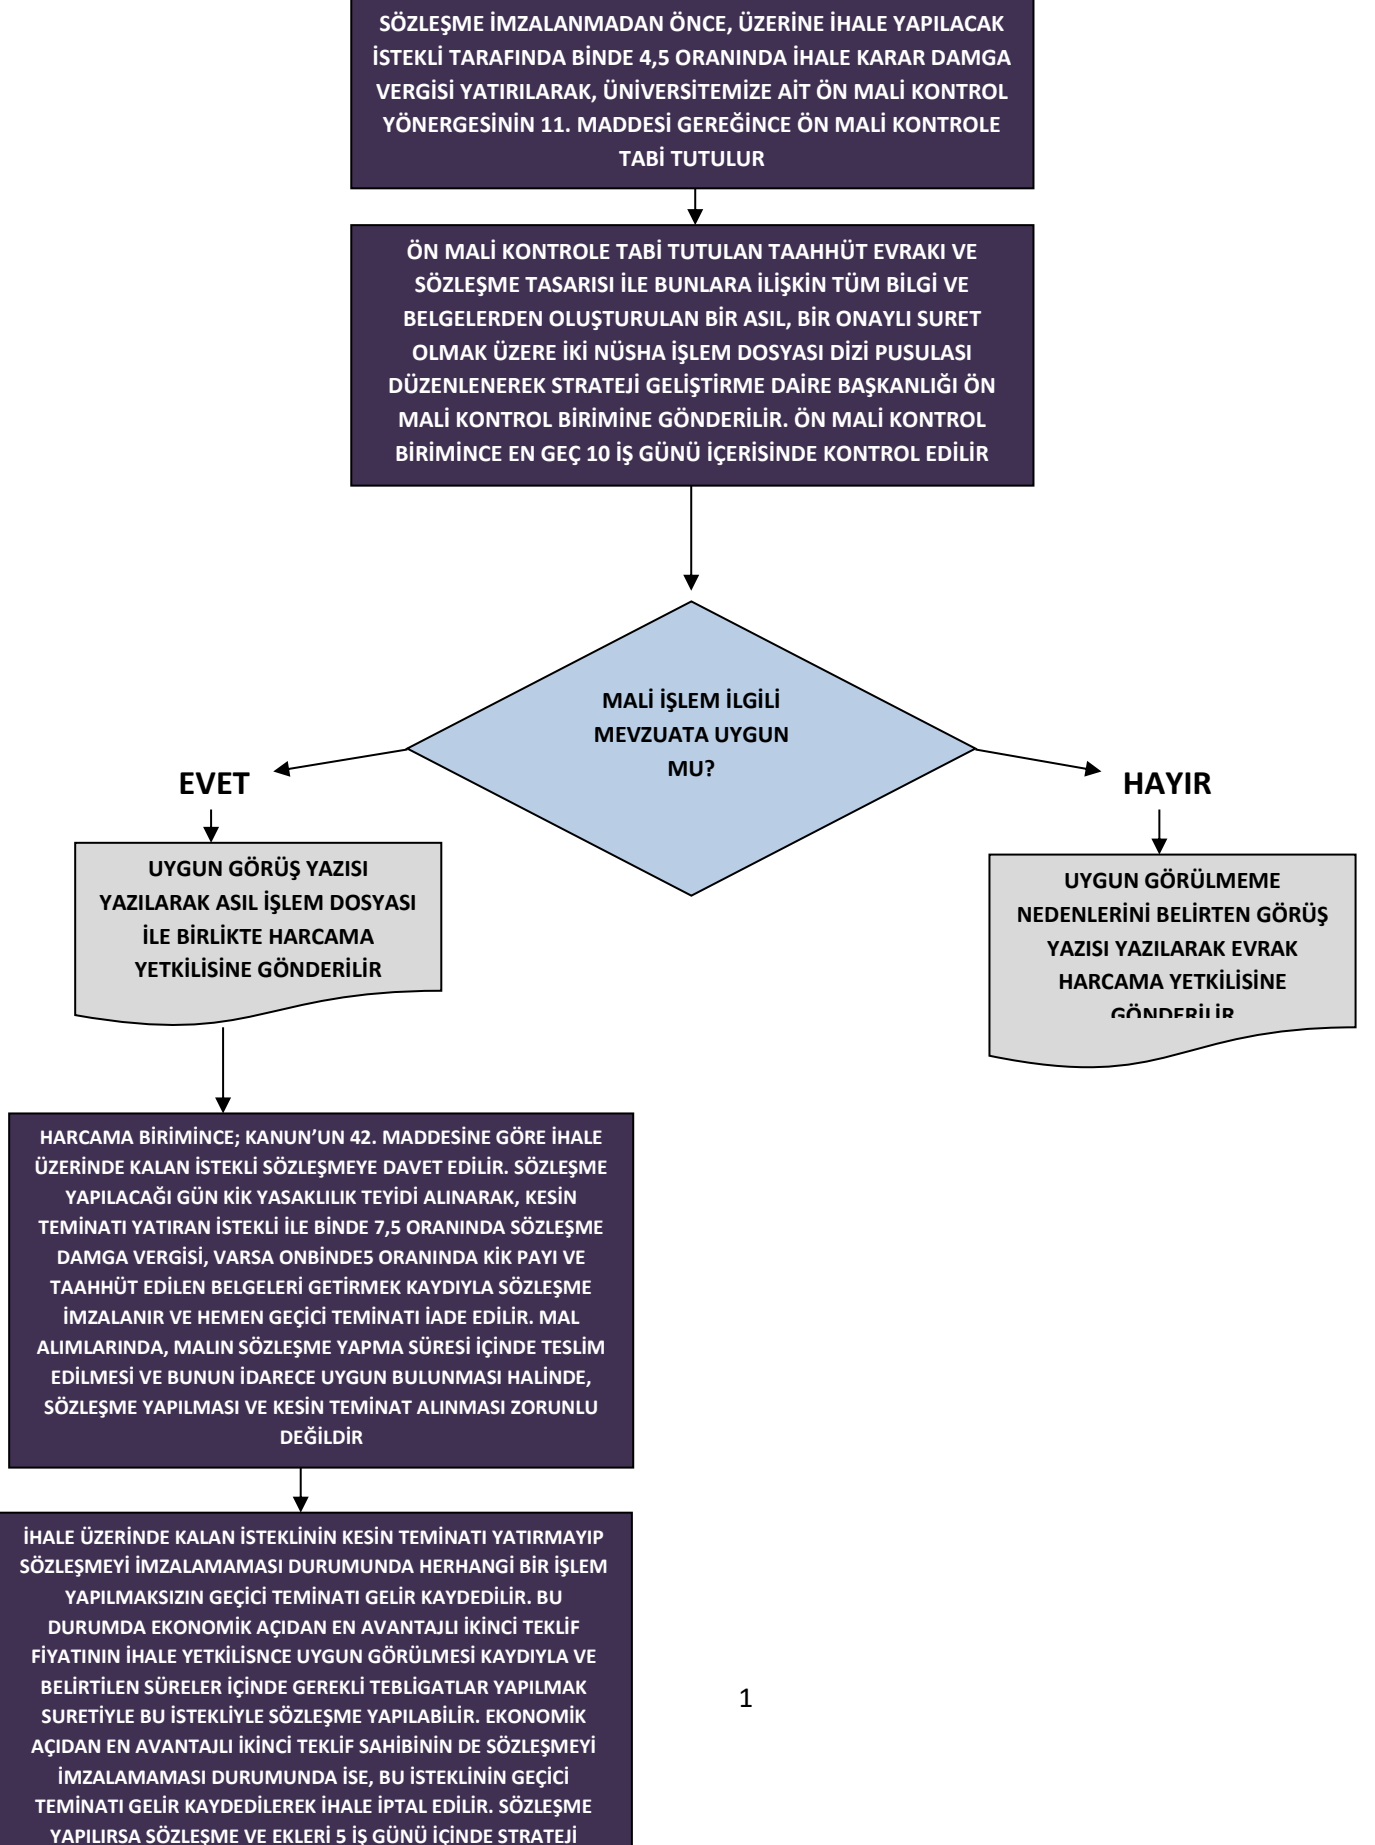 SÖZLEŞME İMZALANMADAN ÖNCE, ÜZERİNE İHALE YAPILACAK
İSTEKLİ TARAFINDA BİNDE 4,5 ORANINDA İHALE KARAR DAMGA
VERGİSİ YATIRILARAK, ÜNİVERSİTEMİZE AİT ÖN MALİ KONTROL
YÖNERGESİNİN 11. MADDESİ GEREĞİNCE ÖN MALİ KONTROLE
TABİ TUTULUR
ÖN MALİ KONTROLE TABİ TUTULAN TAAHHÜT EVRAKI VE
SÖZLEŞME TASARISI İLE BUNLARA İLİŞKİN TÜM BİLGİ VE
BELGELERDEN OLUŞTURULAN BİR ASIL, BİR ONAYLI SURET
OLMAK ÜZERE İKİ NÜSHA İŞLEM DOSYASI DİZİ PUSULASI
DÜZENLENEREK STRATEJİ GELİŞTİRME DAİRE BAŞKANLIĞI ÖN
MALİ KONTROL BİRİMİNE GÖNDERİLİR. ÖN MALİ KONTROL
BİRİMİNCE EN GEÇ 10 İŞ GÜNÜ İÇERİSİNDE KONTROL EDİLİR
MALİ İŞLEM İLGİLİ
MEVZUATA UYGUN
MU?
EVET
HAYIR
UYGUN GÖRÜŞ YAZISI
YAZILARAK ASIL İŞLEM DOSYASI
İLE BİRLİKTE HARCAMA
YETKİLİSİNE GÖNDERİLİR
UYGUN GÖRÜLMEME
NEDENLERİNİ BELİRTEN GÖRÜŞ
YAZISI YAZILARAK EVRAK
HARCAMA YETKİLİSİNE
GÖNDERİLİR
HARCAMA BİRİMİNCE; KANUN’UN 42. MADDESİNE GÖRE İHALE
ÜZERİNDE KALAN İSTEKLİ SÖZLEŞMEYE DAVET EDİLİR. SÖZLEŞME
YAPILACAĞI GÜN KİK YASAKLILIK TEYİDİ ALINARAK, KESİN
TEMİNATI YATIRAN İSTEKLİ İLE BİNDE 7,5 ORANINDA SÖZLEŞME
DAMGA VERGİSİ, VARSA ONBİNDE5 ORANINDA KİK PAYI VE
TAAHHÜT EDİLEN BELGELERİ GETİRMEK KAYDIYLA SÖZLEŞME
İMZALANIR VE HEMEN GEÇİCİ TEMİNATI İADE EDİLİR. MAL
ALIMLARINDA, MALIN SÖZLEŞME YAPMA SÜRESİ İÇİNDE TESLİM
EDİLMESİ VE BUNUN İDARECE UYGUN BULUNMASI HALİNDE,
SÖZLEŞME YAPILMASI VE KESİN TEMİNAT ALINMASI ZORUNLU
DEĞİLDİR
İHALE ÜZERİNDE KALAN İSTEKLİNİN KESİN TEMİNATI YATIRMAYIP
SÖZLEŞMEYİ İMZALAMAMASI DURUMUNDA HERHANGİ BİR İŞLEM
YAPILMAKSIZIN GEÇİCİ TEMİNATI GELİR KAYDEDİLİR. BU
DURUMDA EKONOMİK AÇIDAN EN AVANTAJLI İKİNCİ TEKLİF
FİYATININ İHALE YETKİLİSNCE UYGUN GÖRÜLMESİ KAYDIYLA VE
BELİRTİLEN SÜRELER İÇİNDE GEREKLİ TEBLİGATLAR YAPILMAK
SURETİYLE BU İSTEKLİYLE SÖZLEŞME YAPILABİLİR. EKONOMİK
AÇIDAN EN AVANTAJLI İKİNCİ TEKLİF SAHİBİNİN DE SÖZLEŞMEYİ
İMZALAMAMASI DURUMUNDA İSE, BU İSTEKLİNİN GEÇİCİ
TEMİNATI GELİR KAYDEDİLEREK İHALE İPTAL EDİLİR. SÖZLEŞME
YAPILIRSA SÖZLEŞME VE EKLERİ 5 İŞ GÜNÜ İÇİNDE STRATEJİ
1